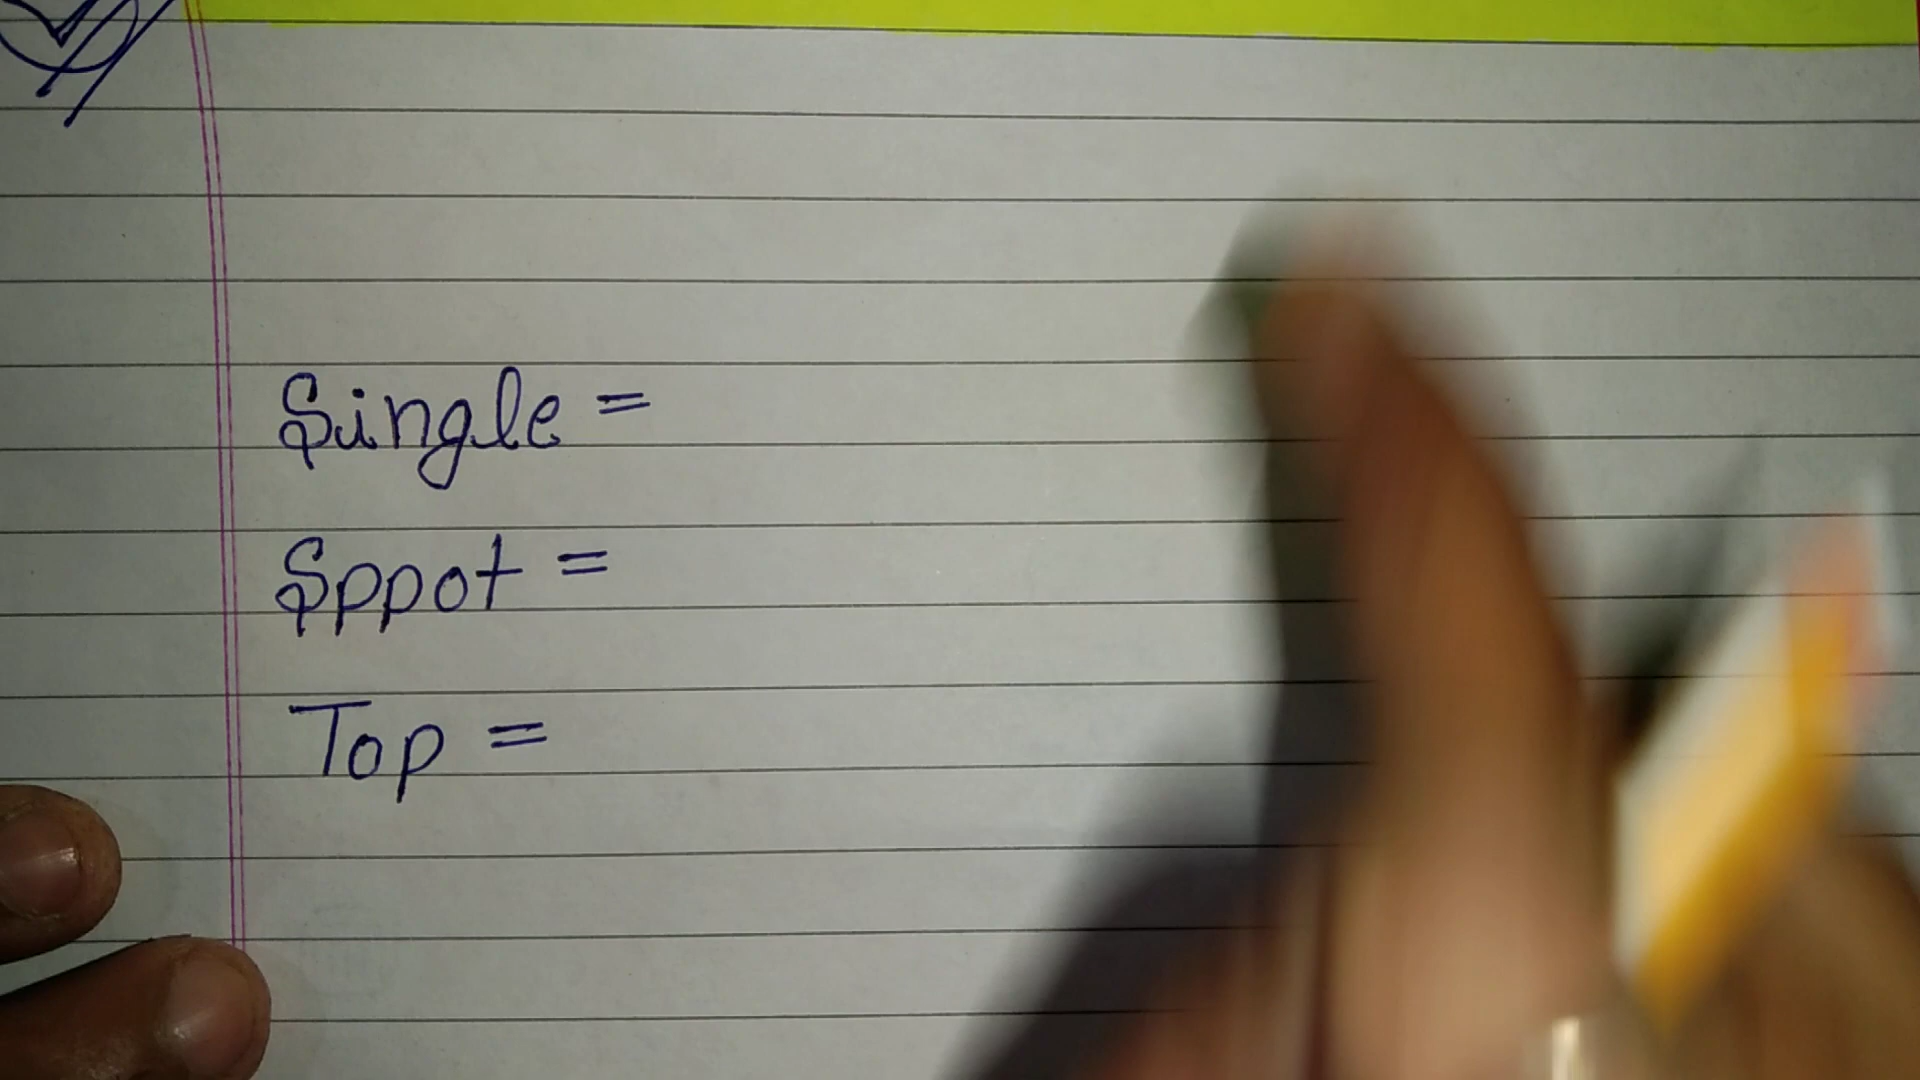 Single =
Sppot =
Top =